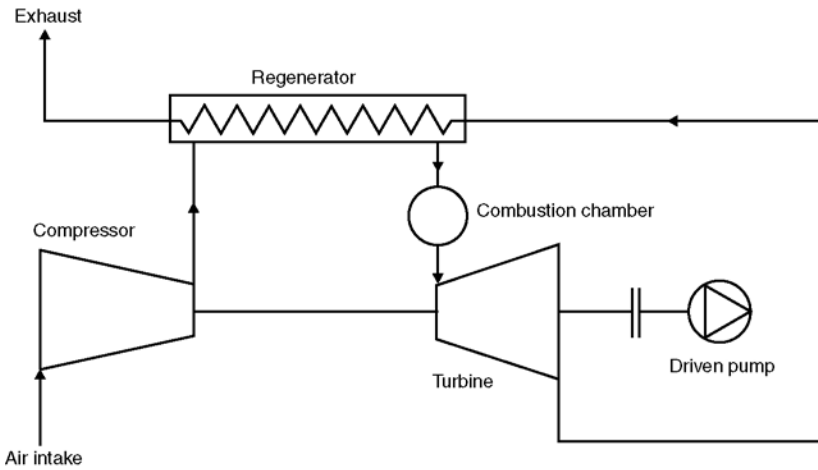 Exhaust
Regenerator
Combustion chamber
Compressor
Turbine
Driven pump
Air intake